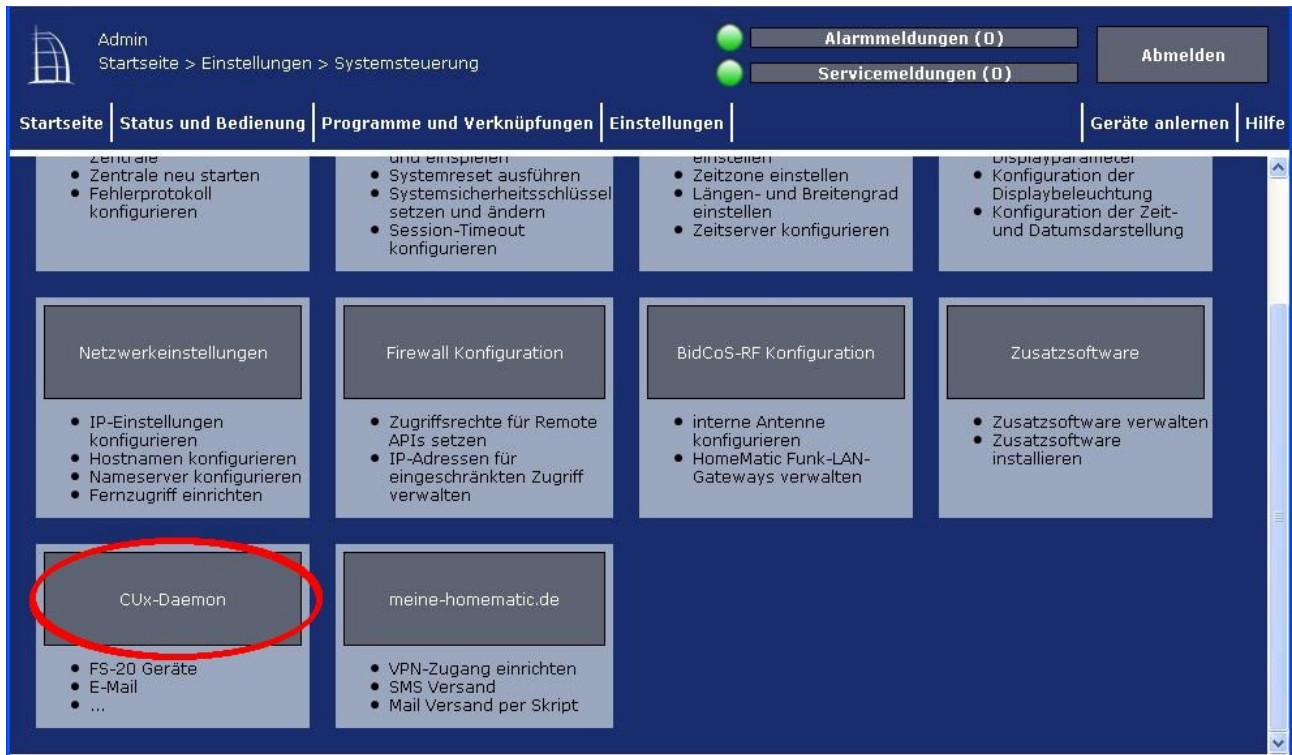 Admin
Startseite > Einstellungen > Systemsteuerung
Alarmmeldungen (0)
Servicemeldungen (0)
Abmelden
Startseite Status und Bedienung Programme und Verknüpfungen Einstellungen Geräte anlernen Hilfe
Zentrale
• Zentrale neu starten
• Fehlerprotokoll
konfigurieren
und einspielen
• Systemreset ausführen
• Systemsicherheitsschlüssel
setzen und ändern
• Session-Timeout
konfigurieren
einstellen
• Zeitzone einstellen
• Längen- und Breitengrad
einstellen
• Zeitserver konfigurieren
Displayparameter
• Konfiguration der
Displaybeleuchtung
• Konfiguration der Zeit-
und Datumsdarstellung
Netzwerkeinstellungen
• IP-Einstellungen
konfigurieren
• Hostnamen konfigurieren
• Nameserver konfigurieren
• Fernzugriff einrichten
Firewall Konfiguration
• Zugriffsrechte für Remote
APIs setzen
• IP-Adressen für
eingeschränkten Zugriff
verwalten
BidCoS-RF Konfiguration
• interne Antenne
konfigurieren
• HomeMatic Funk-LAN-
Gateways verwalten
Zusatzsoftware
• Zusatzsoftware verwalten
• Zusatzsoftware
installieren
CUx-Daemon
• FS-20 Geräte
• E-Mail
• ...
meine-homematic.de
• VPN-Zugang einrichten
• SMS Versand
• Mail Versand per Skript